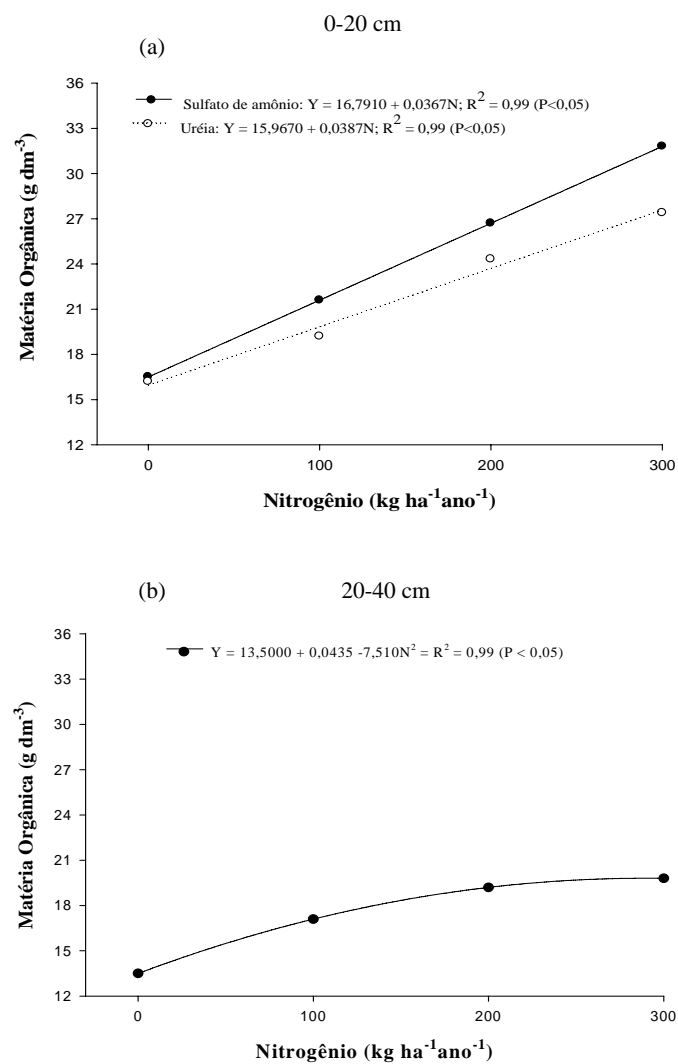 0-20 cm
(a)
36
33
30
27
24
21
18
15
12
Matéria Orgânica (g dm-3)
Sulfato de amônio: Y = 16,7910 + 0,0367N; R2 = 0,99 (P<0,05)
Uréia: Y = 15,9670 + 0,0387N; R2 = 0,99 (P<0,05)
0 100 200 300
Nitrogênio (kg ha-1ano-1)
(b) 20-40 cm
36
33
30
27
24
21
18
15
12
Matéria Orgânica (g dm-3)
Y = 13,5000 + 0,0435 -7,510N2 = R2 = 0,99 (P < 0,05)
0 100 200 300
Nitrogênio (kg ha-1ano-1)